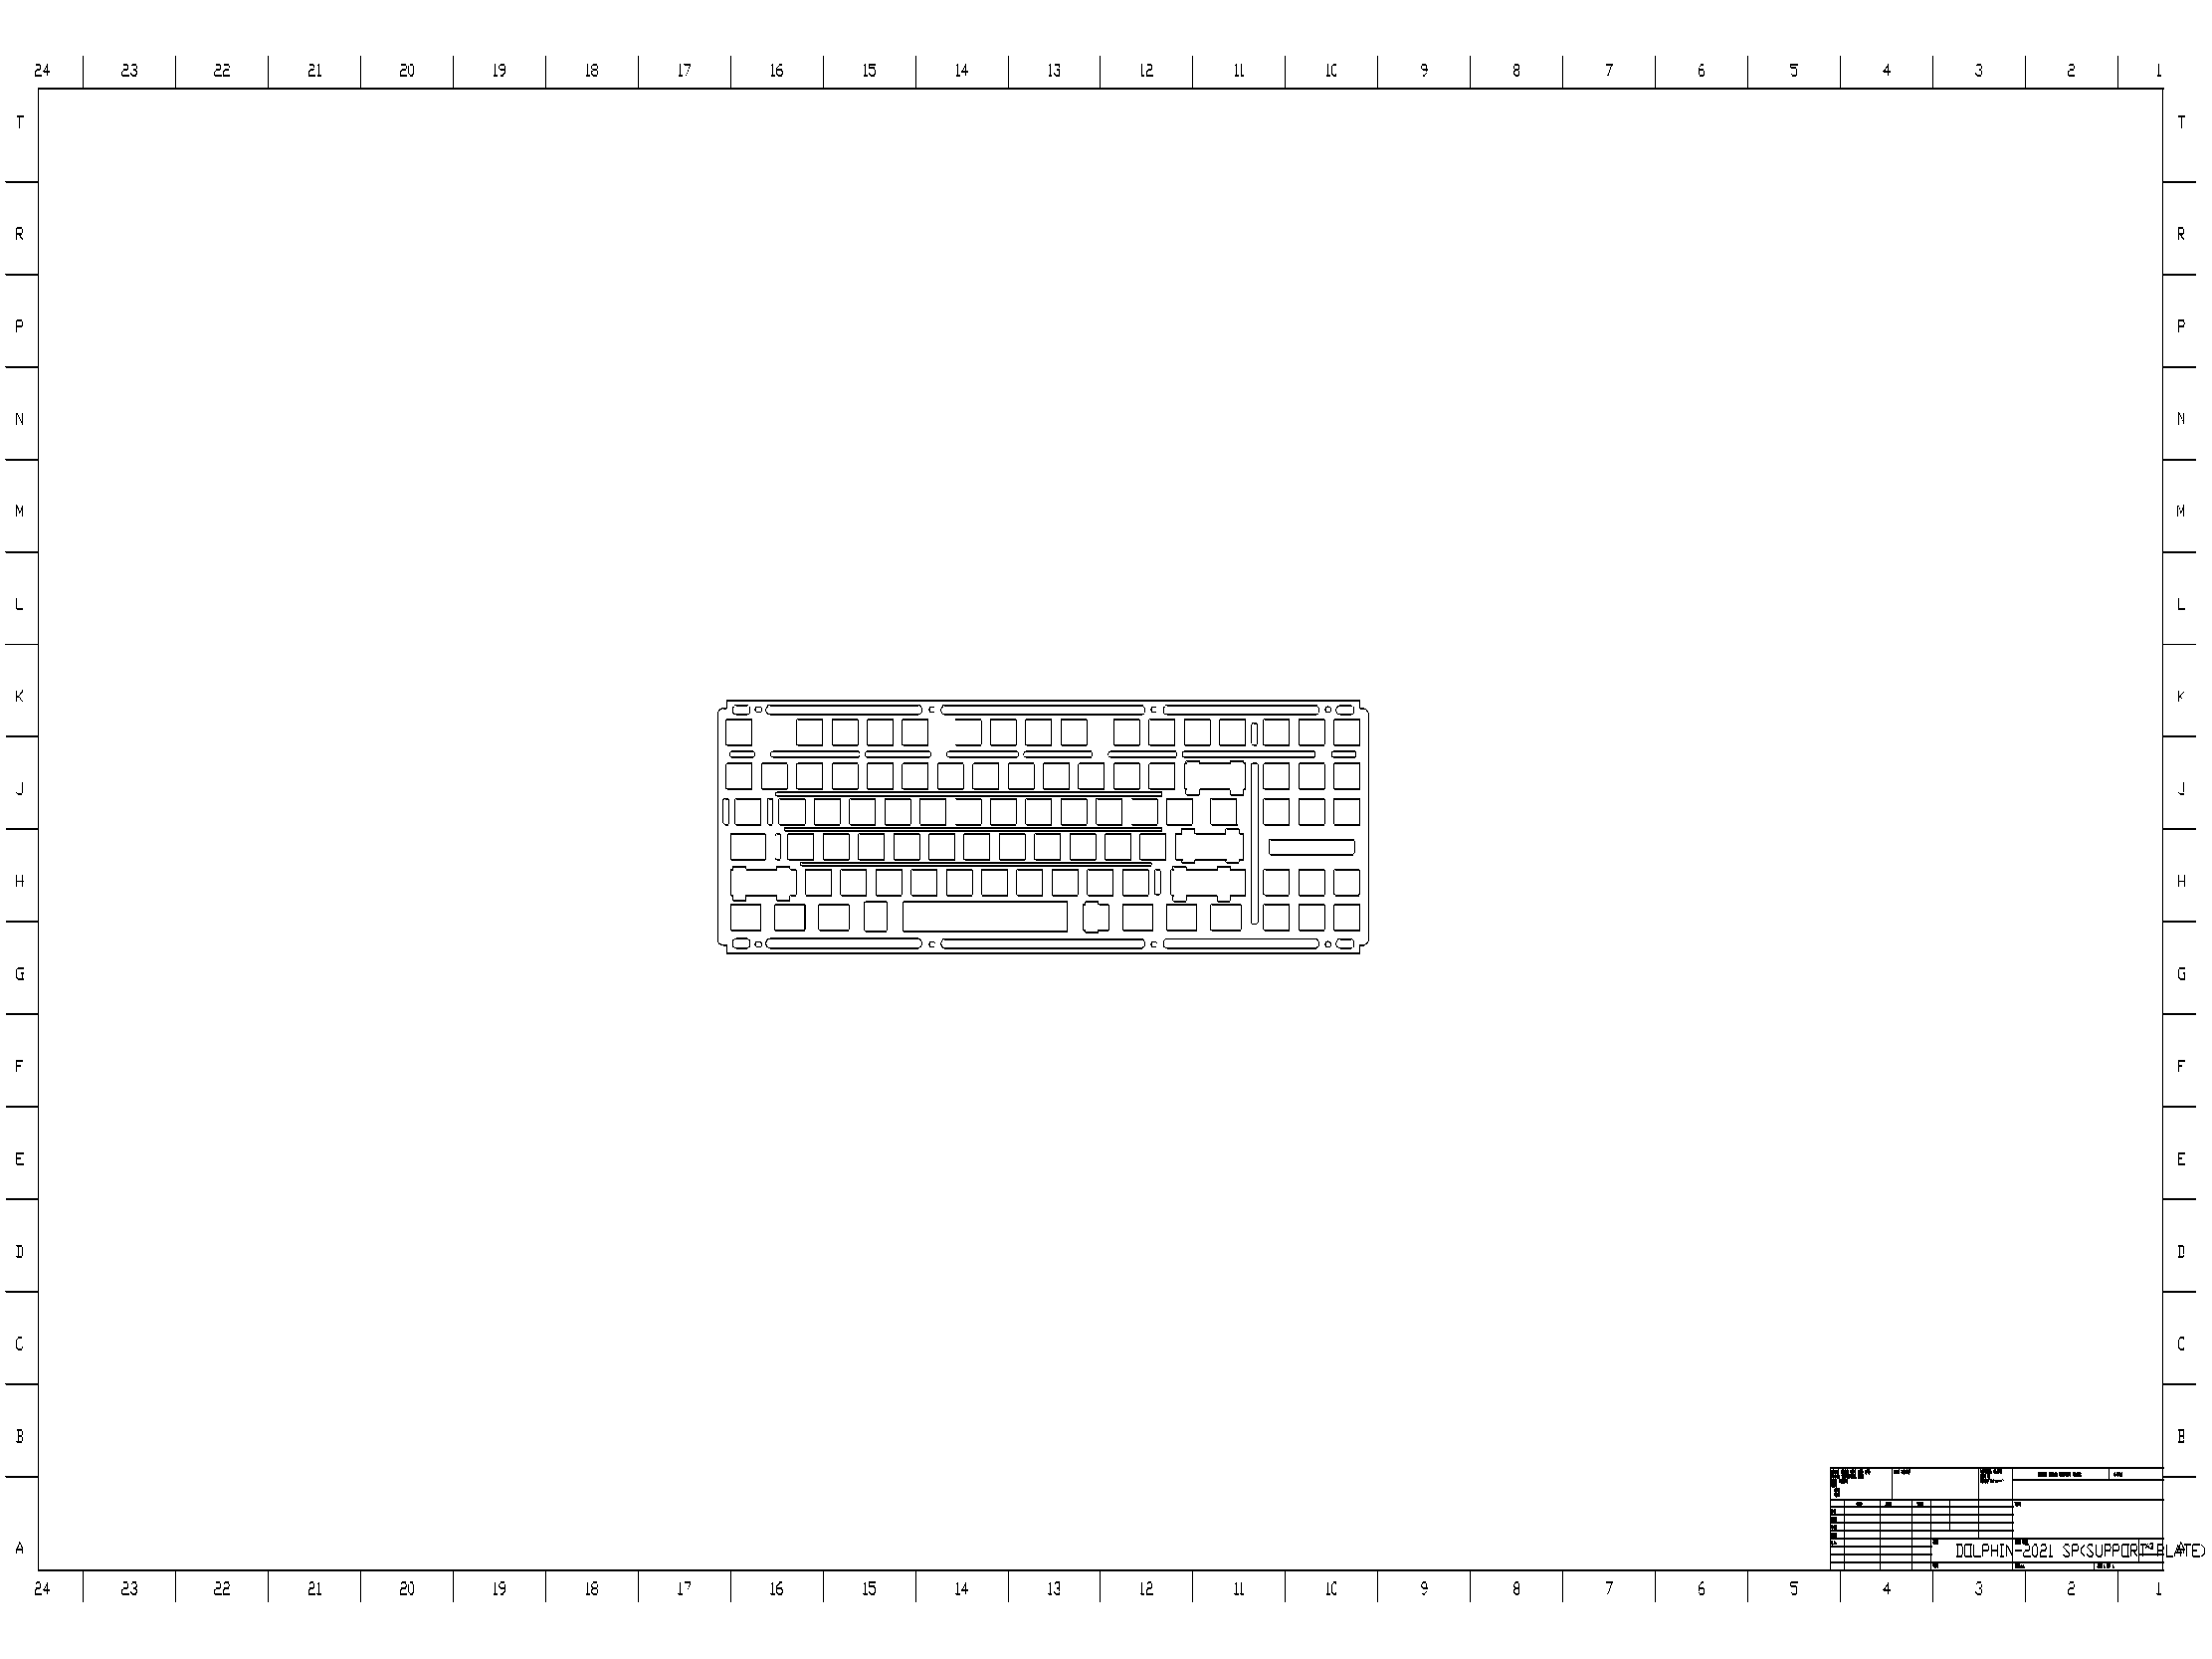 24 23 22 21 20 19 18 17 16 15 14 13 12 11 10 9 8 7 6 5 4 3 2 1
T T
R R
P P
N N
M M
L L
K K
J J
H H
G G
F F
E E
D D
C C
B B
A A
DOLPHIN-2021 SP(SUPPORT PLATE)
24 23 22 21 20 19 18 17 16 15 14 13 12 11 10 9 8 7 6 5 4 3 2 1